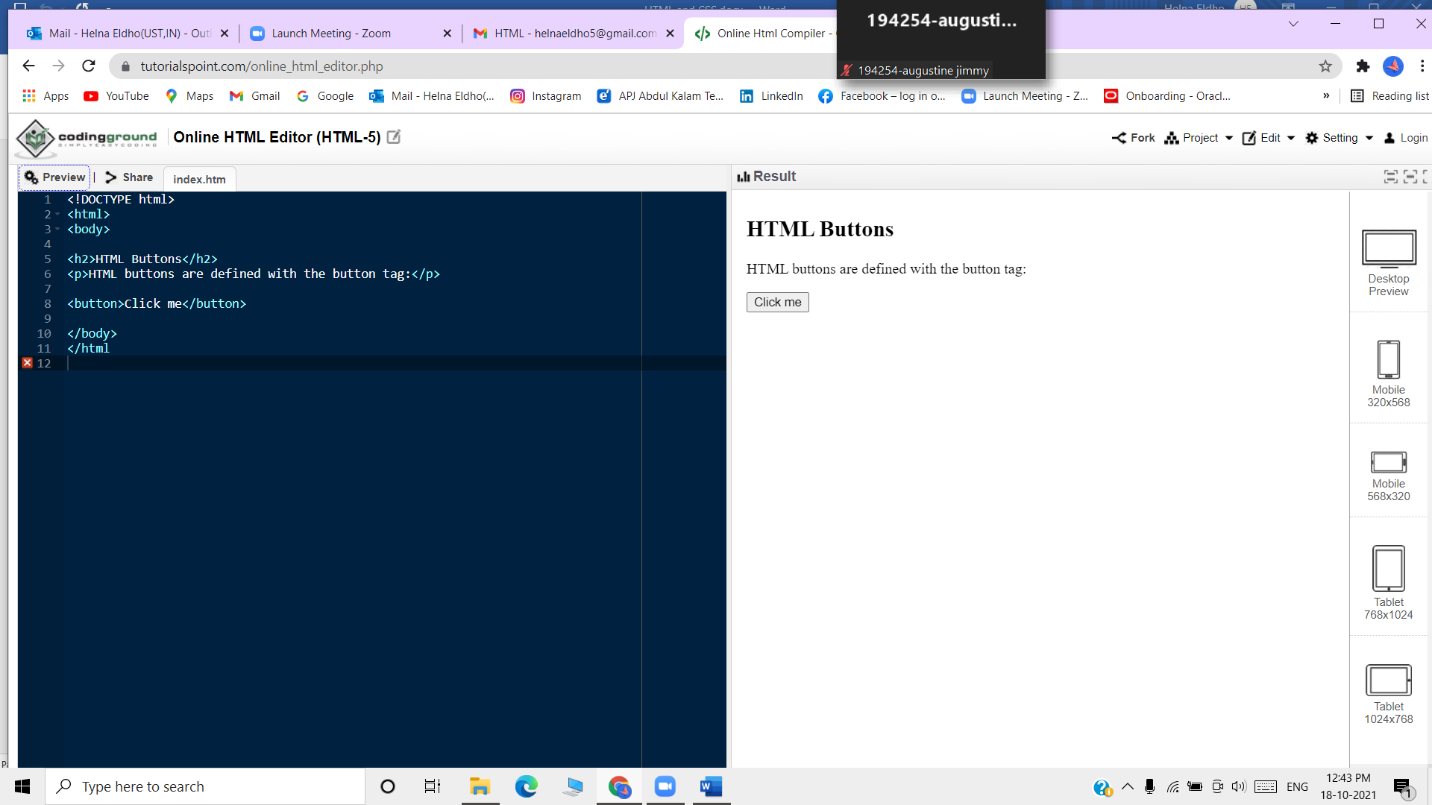 194254-augusti...
194254-augustine jimmy
Mail - Helna Eldho(UST,IN) - Out
Launch Meeting - Zoom
HTML - helnaeldho5@gmail.com
Online Html Compiler -
tutorialspoint.com/online_html_editor.php
Apps
YouTube
Maps
Gmail
Google
Mail - Helna Eldho(...
Instagram
APJ Abdul Kalam Te...
LinkedIn
Facebook – log in o...
Launch Meeting - Z...
Onboarding - Oracl...
»
Reading list
codingground
SIMPLYEASYCODING
Online HTML Editor (HTML-5)
Fork
Project
Edit
Setting
Login
Preview
Share
index.htm
Result
1 <!DOCTYPE html>
2 <html>
3 <body>
4
5 <h2>HTML Buttons</h2>
6 <p>HTML buttons are defined with the button tag:</p>
7
8 <button>Click me</button>
9
10 </body>
11 </html
12
HTML Buttons
HTML buttons are defined with the button tag:
Click me
Desktop
Preview
Mobile
320x568
Mobile
568x320
Tablet
768x1024
Tablet
1024x768
Type here to search
ENG
12:43 PM
18-10-2021
1